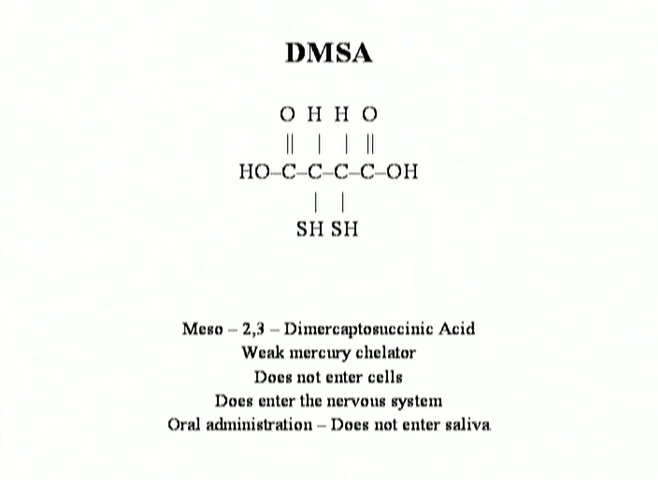 DMSA
O H H O
|| | | ||
HO–C–C–C–C–OH
| |
SH SH
Meso – 2,3 – Dimercaptosuccinic Acid
Weak mercury chelator
Does not enter cells
Does enter the nervous system
Oral administration – Does not enter saliva